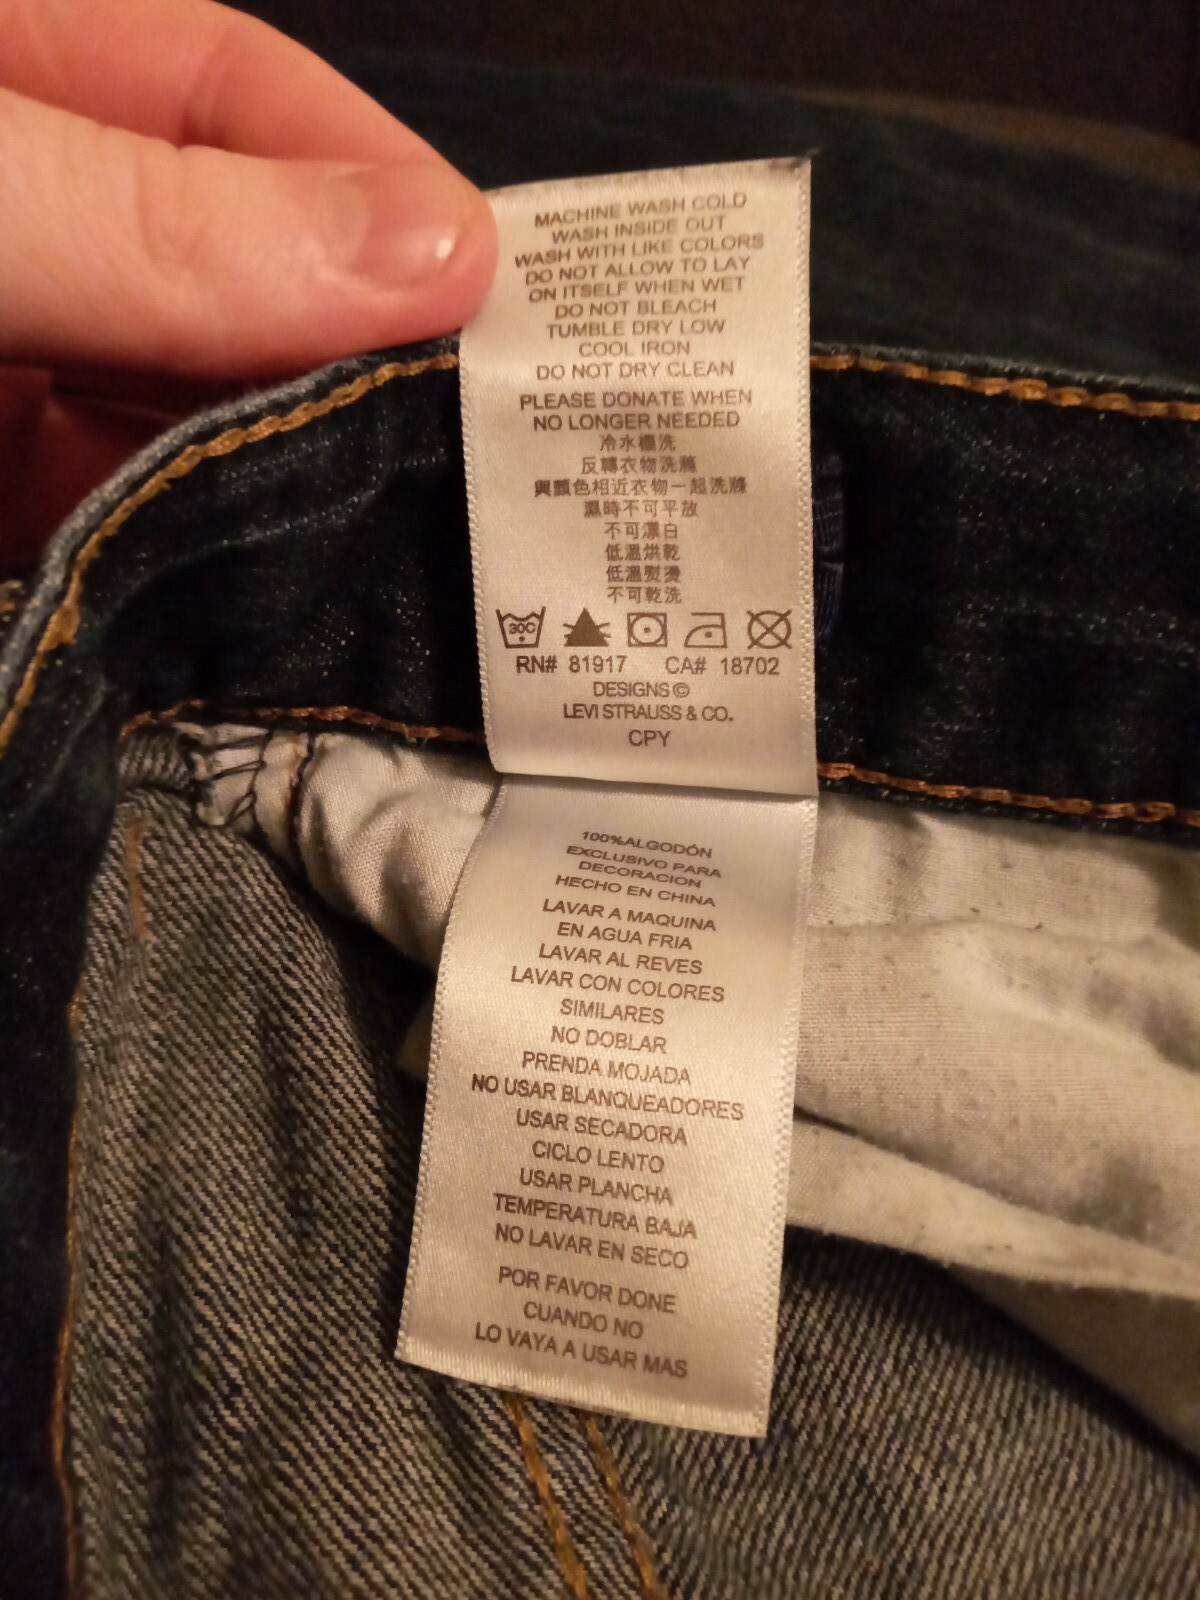 MACHINE WASH COLD
WASH INSIDE OUT
WASH WITH LIKE COLORS
DO NOT ALLOW TO LAY
ON ITSELF WHEN WET
DO NOT BLEACH
TUMBLE DRY LOW
COOL IRON
DO NOT DRY CLEAN
PLEASE DONATE WHEN
NO LONGER NEEDED
冷水機洗
反轉衣物洗滌
與顏色相近衣物一起洗滌
濕時不可平放
不可漂白
低溫烘乾
低溫熨燙
不可乾洗
30C
RN# 81917 CA# 18702
DESIGNS©
LEVI STRAUSS & CO.
CPY
100%ALGODÓN
EXCLUSIVO PARA
DECORACION
HECHO EN CHINA
LAVAR A MAQUINA
EN AGUA FRIA
LAVAR AL REVES
LAVAR CON COLORES
SIMILARES
NO DOBLAR
PRENDA MOJADA
NO USAR BLANQUEADORES
USAR SECADORA
CICLO LENTO
USAR PLANCHA
TEMPERATURA BAJA
NO LAVAR EN SECO
POR FAVOR DONE
CUANDO NO
LO VAYA A USAR MAS